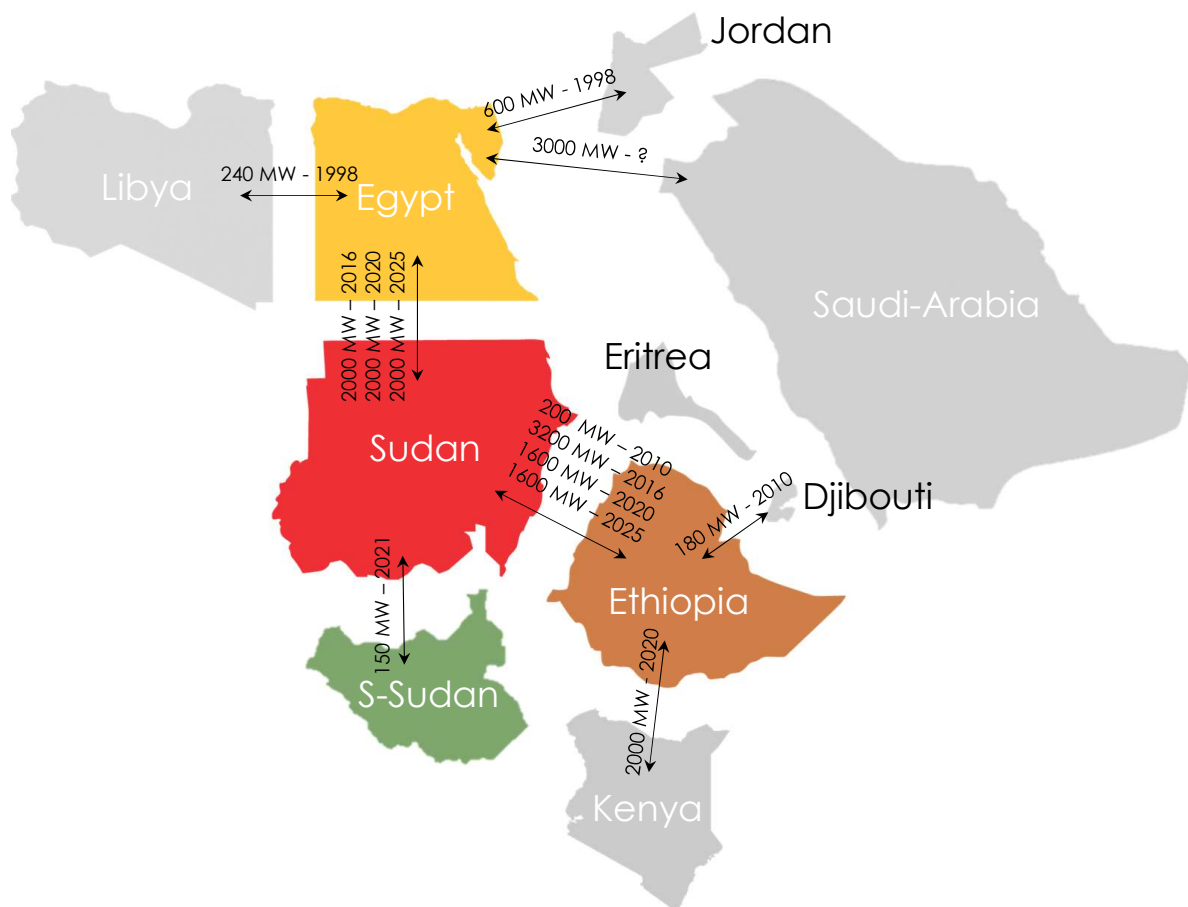 Jordan
600 MW - 1998
3000 MW - ?
240 MW - 1998
Libya
Egypt
2000 MW – 2016
2000 MW – 2020
2000 MW – 2025
Saudi-Arabia
Eritrea
Sudan
200  MW – 2010
3200 MW – 2016
1600 MW – 2020
1600 MW – 2025
180 MW - 2010
Djibouti
150 MW – 2021
Ethiopia
S-Sudan
2000 MW - 2020
Kenya